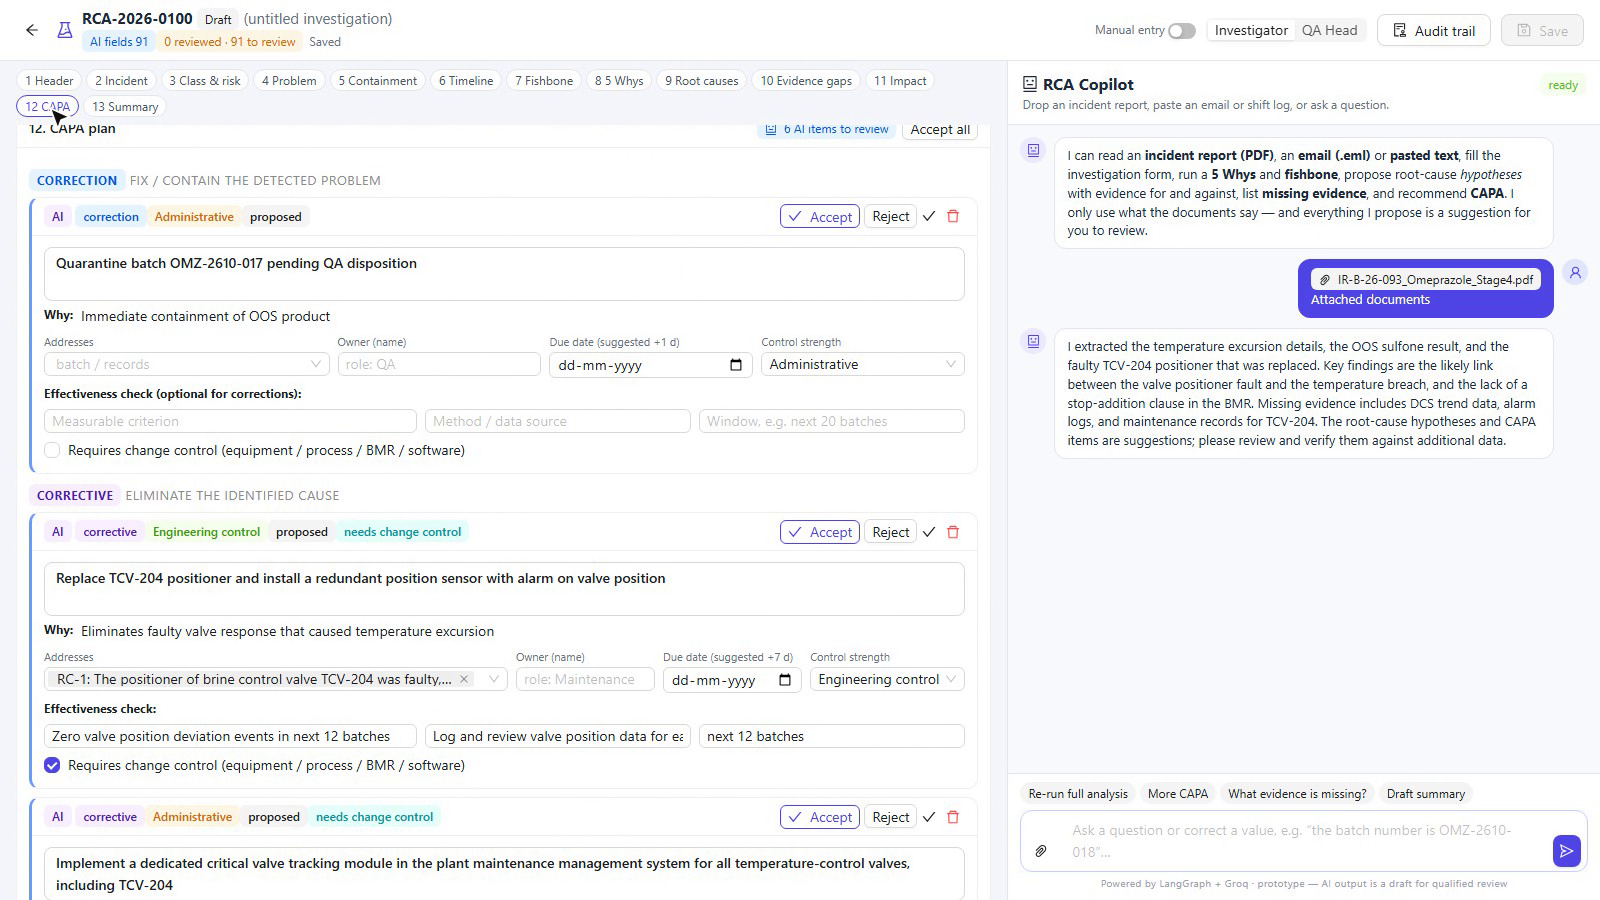 RCA-2026-0100 Draft (untitled investigation)
AI fields 91 0 reviewed · 91 to review Saved
Manual entry Investigator QA Head Audit trail Save
1 Header 2 Incident 3 Class & risk 4 Problem 5 Containment 6 Timeline 7 Fishbone 8 5 Whys 9 Root causes 10 Evidence gaps 11 Impact
12 CAPA 13 Summary
12. CAPA plan 6 AI items to review Accept all
CORRECTION FIX / CONTAIN THE DETECTED PROBLEM
AI correction Administrative proposed Accept Reject
Quarantine batch OMZ-2610-017 pending QA disposition
Why: Immediate containment of OOS product
Addresses Owner (name) Due date (suggested +1 d) Control strength
batch / records role: QA dd-mm-yyyy Administrative
Effectiveness check (optional for corrections):
Measurable criterion Method / data source Window, e.g. next 20 batches
Requires change control (equipment / process / BMR / software)
CORRECTIVE ELIMINATE THE IDENTIFIED CAUSE
AI corrective Engineering control proposed needs change control Accept Reject
Replace TCV-204 positioner and install a redundant position sensor with alarm on valve position
Why: Eliminates faulty valve response that caused temperature excursion
Addresses Owner (name) Due date (suggested +7 d) Control strength
RC-1: The positioner of brine control valve TCV-204 was faulty,... role: Maintenance dd-mm-yyyy Engineering control
Effectiveness check:
Zero valve position deviation events in next 12 batches Log and review valve position data for ea next 12 batches
Requires change control (equipment / process / BMR / software)
AI corrective Administrative proposed needs change control Accept Reject
Implement a dedicated critical valve tracking module in the plant maintenance management system for all temperature-control valves,
including TCV-204
RCA Copilot ready
Drop an incident report, paste an email or shift log, or ask a question.
I can read an incident report (PDF), an email (.eml) or pasted text, fill the
investigation form, run a 5 Whys and fishbone, propose root-cause hypotheses
with evidence for and against, list missing evidence, and recommend CAPA. I
only use what the documents say — and everything I propose is a suggestion for
you to review.
IR-B-26-093_Omeprazole_Stage4.pdf
Attached documents
I extracted the temperature excursion details, the OOS sulfone result, and the
faulty TCV-204 positioner that was replaced. Key findings are the likely link
between the valve positioner fault and the temperature breach, and the lack of a
stop-addition clause in the BMR. Missing evidence includes DCS trend data, alarm
logs, and maintenance records for TCV-204. The root-cause hypotheses and CAPA
items are suggestions; please review and verify them against additional data.
Re-run full analysis More CAPA What evidence is missing? Draft summary
Ask a question or correct a value, e.g. "the batch number is OMZ-2610-
018"...
Powered by LangGraph + Groq · prototype — AI output is a draft for qualified review